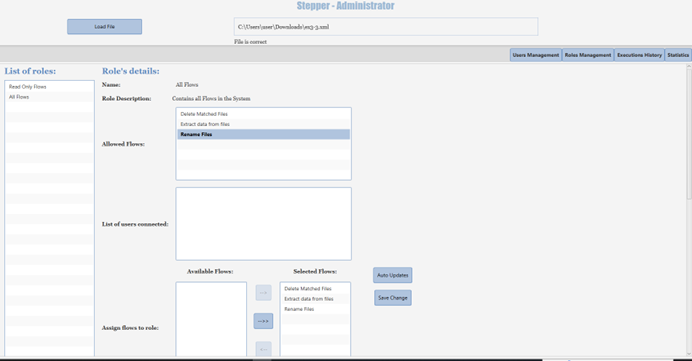 Stepper - Administrator
Load File
C:\Users\user\Downloads\ex3-3.xml
File is correct
Users Management
Roles Management
Executions History
Statistics
List of roles:
Read Only Flows
All Flows
Role's details:
Name:
All Flows
Role Description:
Contains all Flows in the System
Allowed Flows:
Delete Matched Files
Extract data from files
Rename Files
List of users connected:
Available Flows:
Selected Flows:
Assign flows to role:
Delete Matched Files
Extract data from files
Rename Files
Auto Updates
Save Change